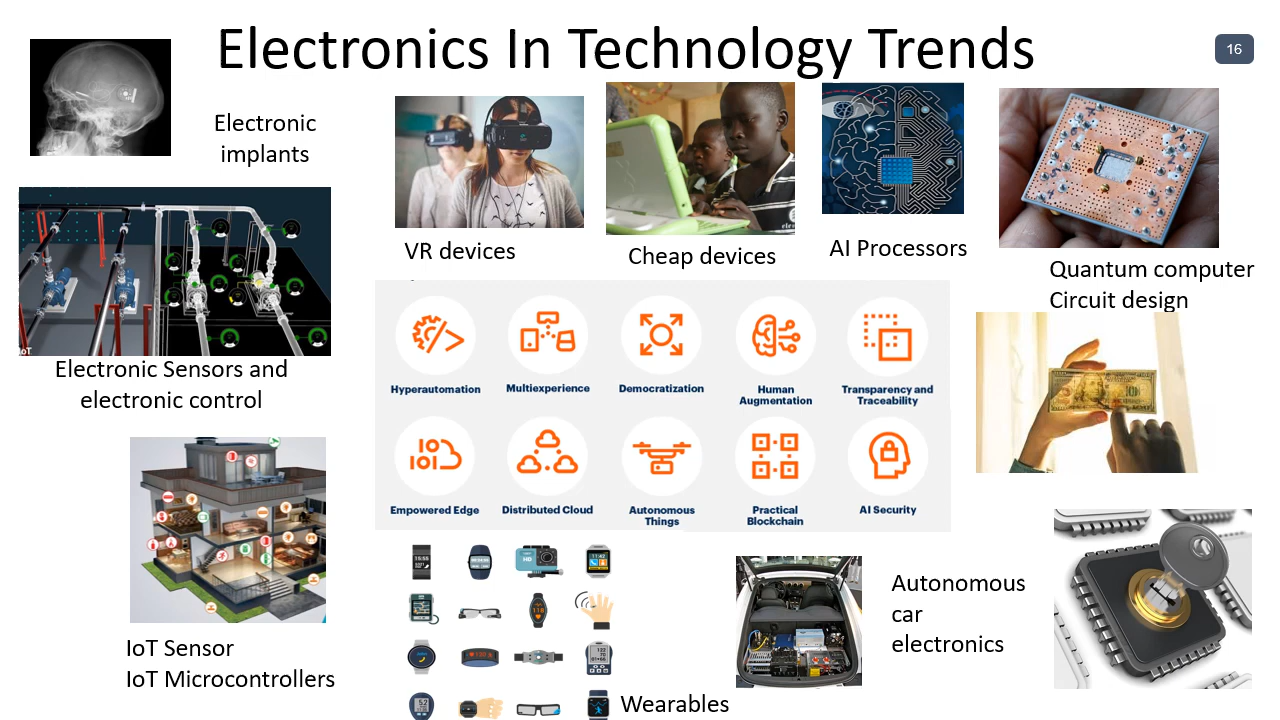 Electronics In Technology Trends
16
Electronic
implants
VR devices
Cheap devices
AI Processors
Quantum computer
Circuit design
Electronic Sensors and
electronic control
Hyperautomation
Multiexperience
Democratization
Human
Augmentation
Transparency and
Traceability
Empowered Edge
Distributed Cloud
Autonomous
Things
Practical
Blockchain
AI Security
IoT Sensor
IoT Microcontrollers
Wearables
Autonomous
car
electronics